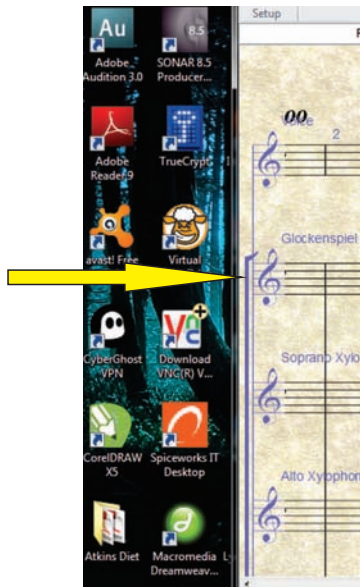 Setup
Au
8.5
Adobe
Audition 3.0
SONAR 8.5
Producer...
00
Voice
2
Adobe
Reader 9
TrueCrypt
avast! Free
Virtual
Glockenspiel
CyberGhost
VPN
Download
VNC(R) V...
Soprano Xylo
CorelDRAW
X5
Spiceworks IT
Desktop
Alto Xylophon
Atkins Diet
Macromedia
Dreamweav...